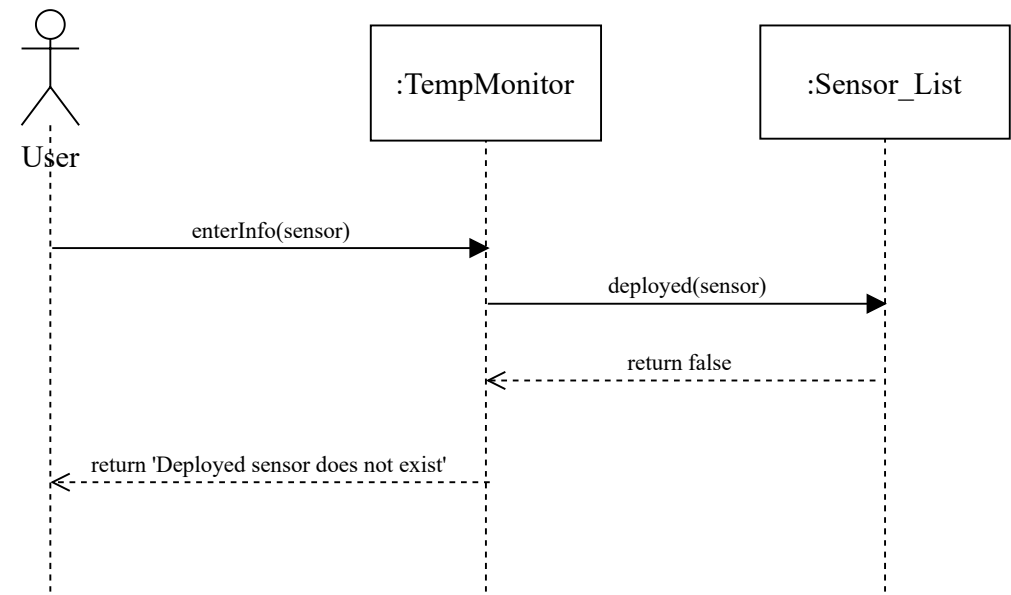 :TempMonitor
:Sensor_List
User
enterInfo(sensor)
deployed(sensor)
return false
return 'Deployed sensor does not exist'